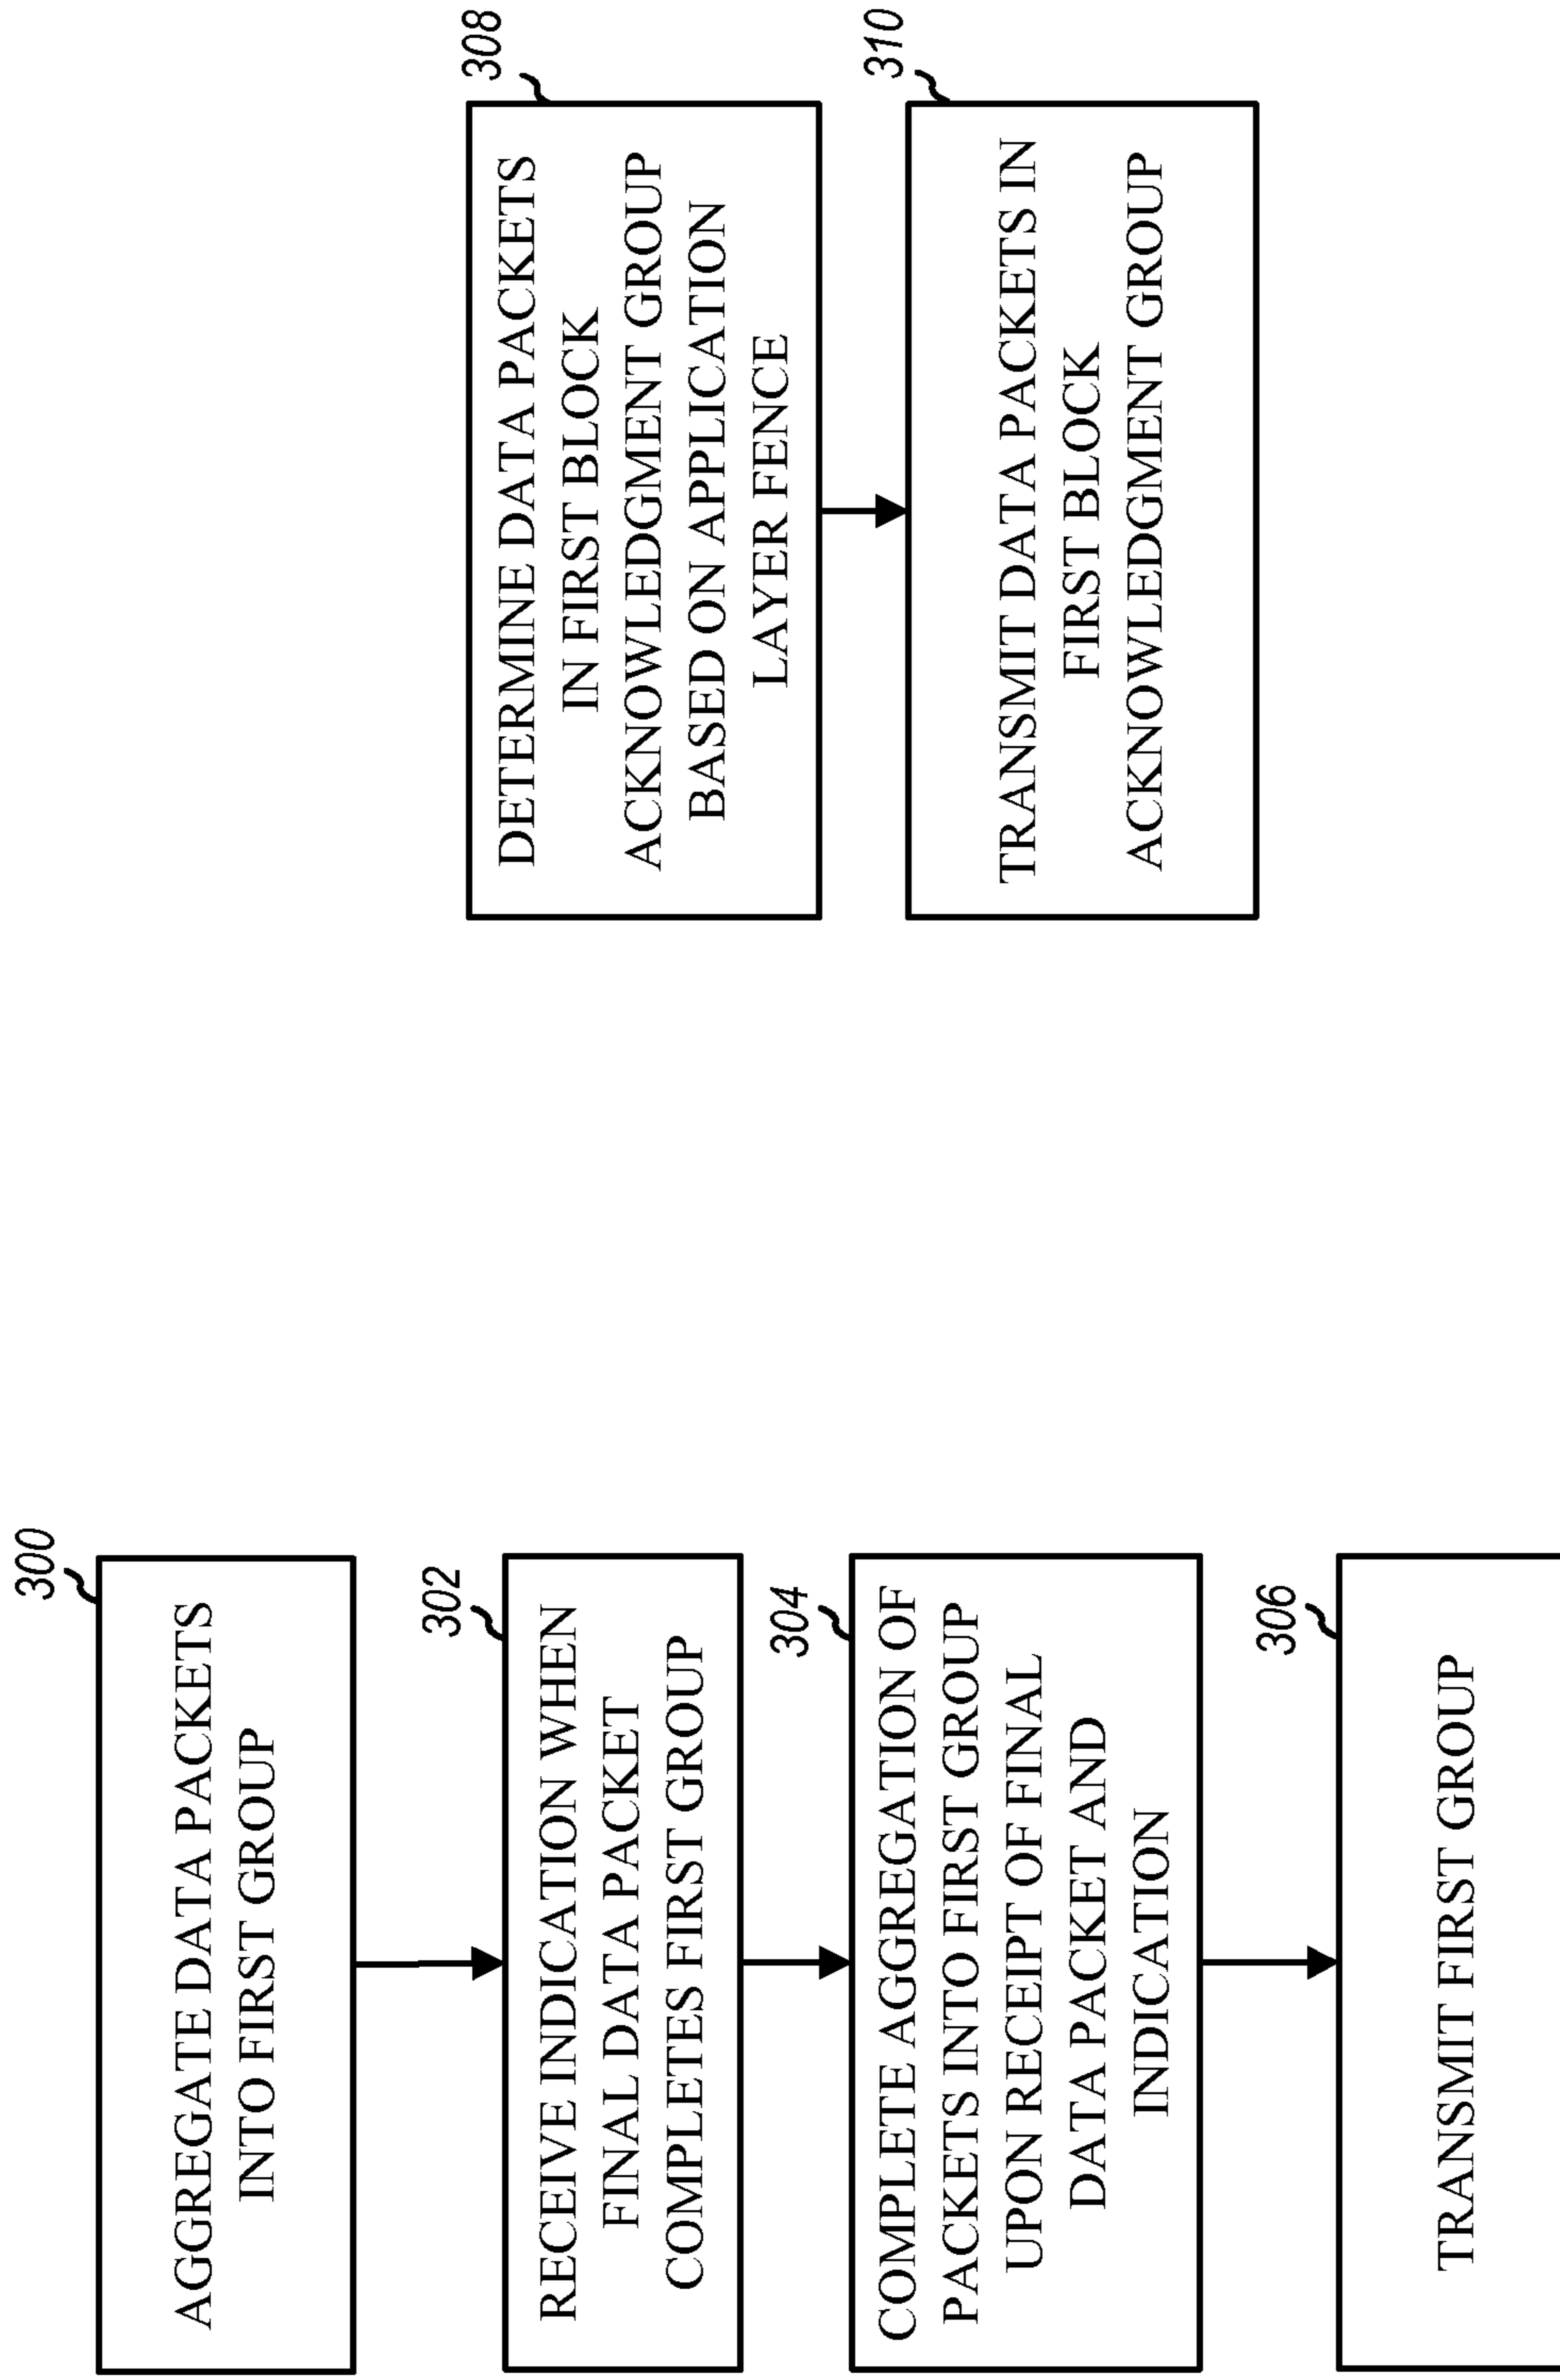 300
AGGREGATE DATA PACKETS
INTO FIRST GROUP
302
RECEIVE INDICATION WHEN
FINAL DATA PACKET
COMPLETES FIRST GROUP
304
COMPLETE AGGREGATION OF
PACKETS INTO FIRST GROUP
UPON RECEIPT OF FINAL
DATA PACKET AND
INDICATION
306
TRANSMIT FIRST GROUP
308
DETERMINE DATA PACKETS
IN FIRST BLOCK
ACKNOWLEDGMENT GROUP
BASED ON APPLICATION
LAYER FENCE
310
TRANSMIT DATA PACKETS IN
FIRST BLOCK
ACKNOWLEDGMENT GROUP